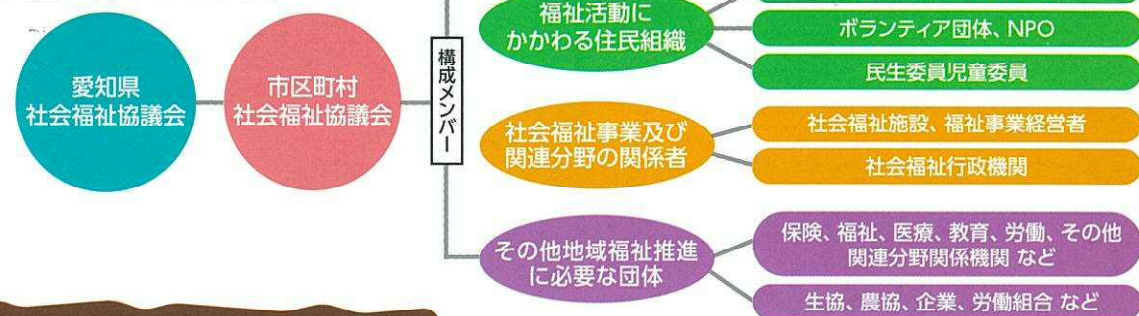 愛知県
社会福祉協議会
市区町村
社会福祉協議会
構成メンバー
福祉活動に
かかわる住民組織
ボランティア団体、NPO
民生委員児童委員
社会福祉事業及び
関連分野の関係者
社会福祉施設、福祉事業経営者
社会福祉行政機関
その他地域福祉推進
に必要な団体
保険、福祉、医療、教育、労働、その他
関連分野関係機関 など
生協、農協、企業、労働組合 など